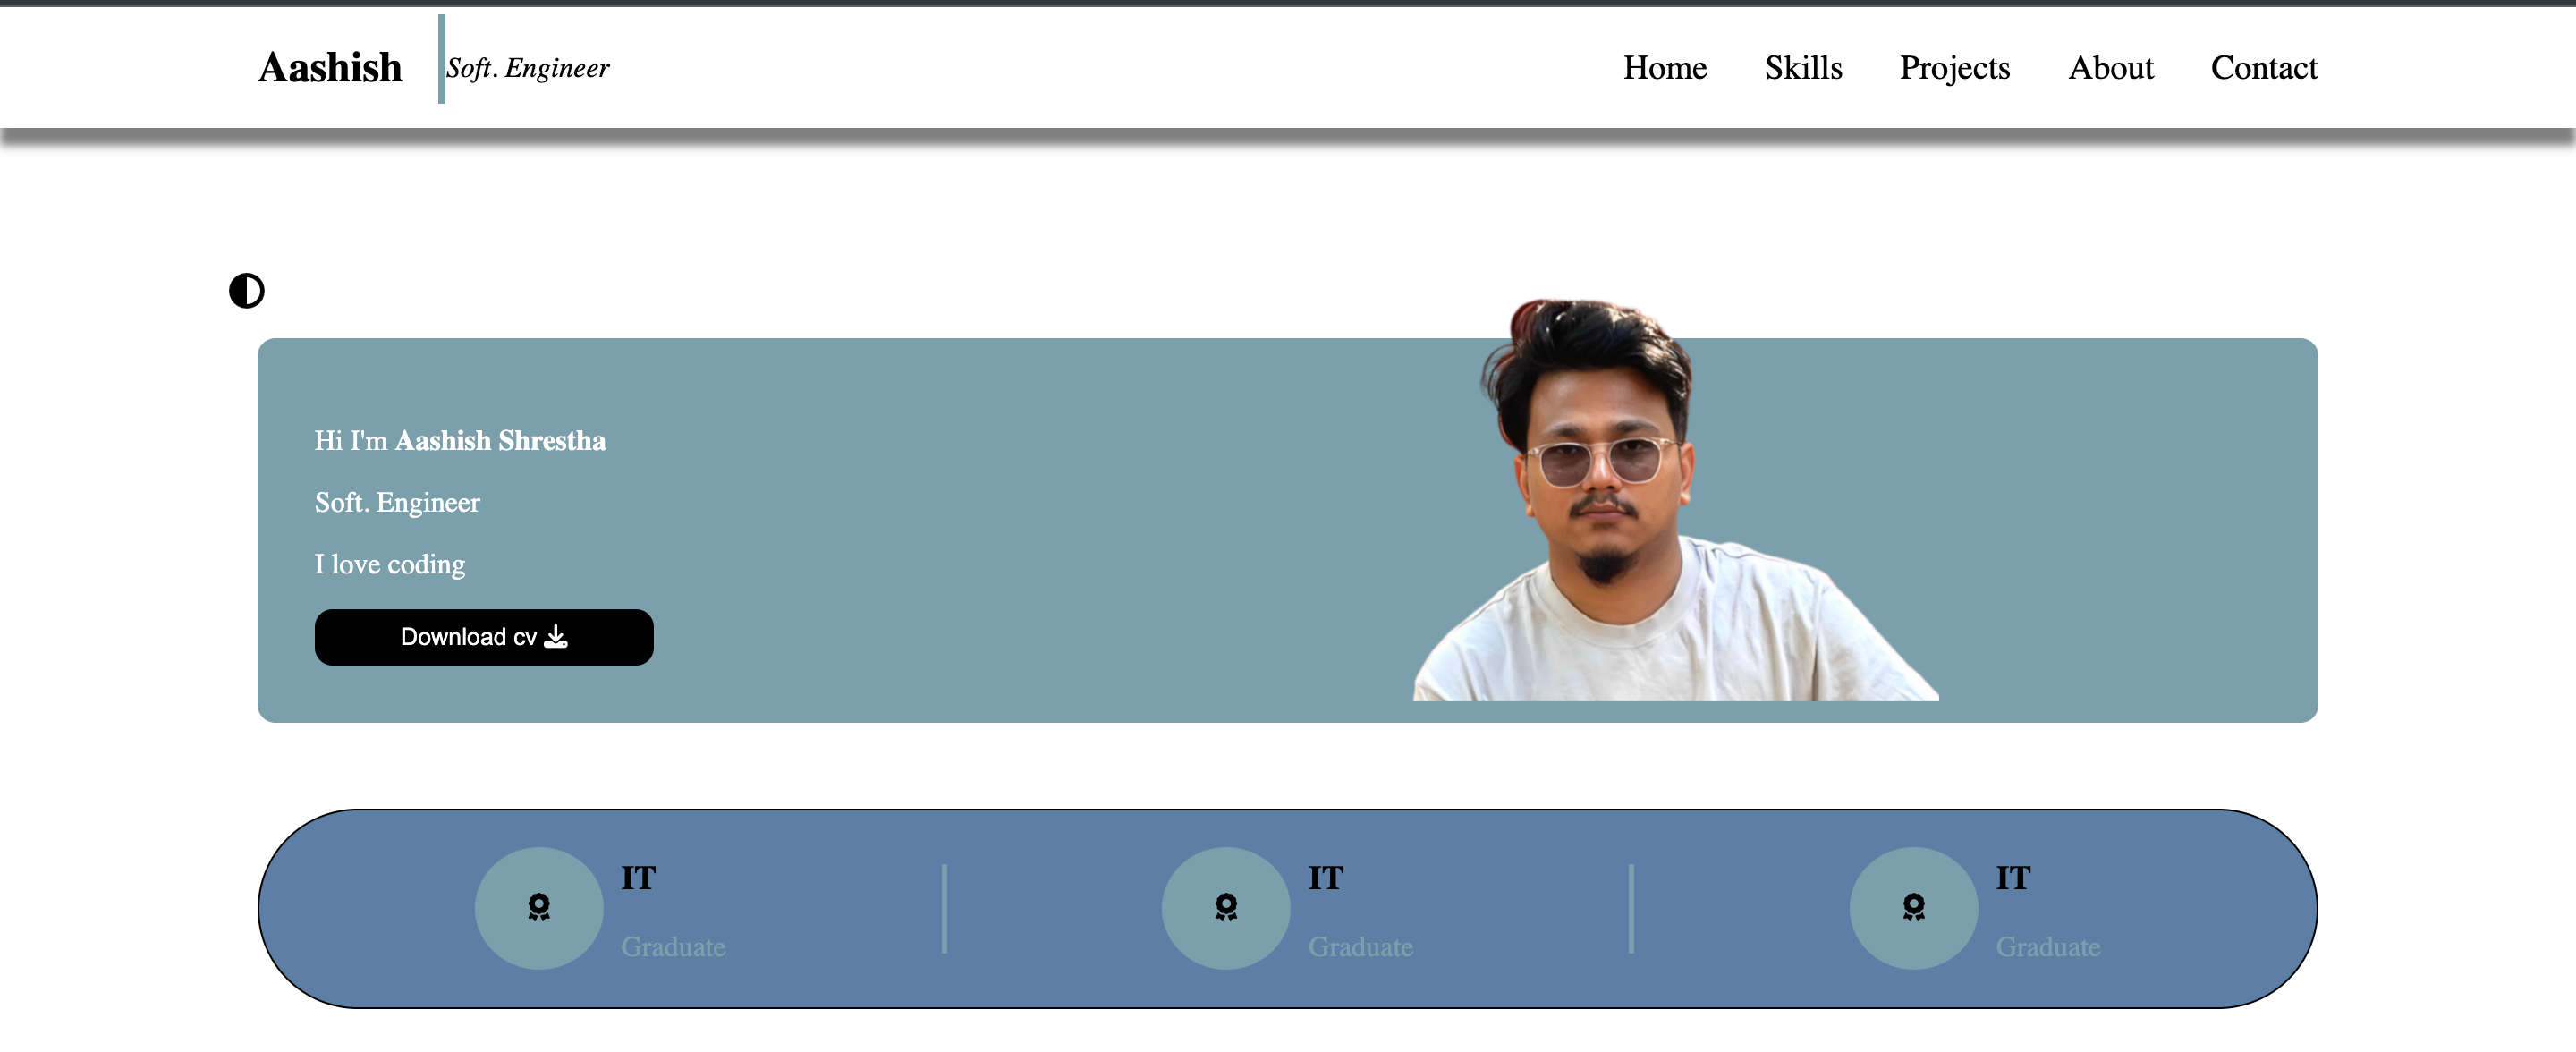 Aashish Soft. Engineer Home Skills Projects About Contact
Hi I'm Aashish Shrestha
Soft. Engineer
I love coding
Download cv
IT IT IT
Graduate Graduate Graduate